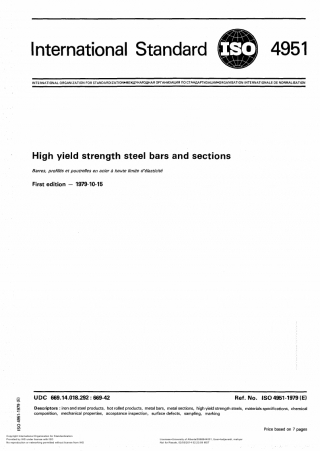 International Standard ISO 4951
INTERNATIONAL ORGANIZATION FOR STANDARDIZATION•МЕЖДУНАРОДНАЯ ОРГАНИЗАЦИЯ ПО СТАНДАРТИЗАЦИИ•ORGANISATION INTERNATIONALE DE NORMALISATION
High yield strength steel bars and sections
Barres, profilés et poutrelles en acier à haute limite d'élasticité
First edition — 1979-10-15
UDC 669.14.018.292 : 669-42
Ref. No. ISO 4951-1979 (E)
Descriptors : iron and steel products, hot rolled products, metal bars, metal sections, high yield strength steels, materials specifications, chemical
composition, mechanical properties, acceptance inspection, surface defects, sampling, marking
Price based on 7 pages
ISO 4951-1979 (E)